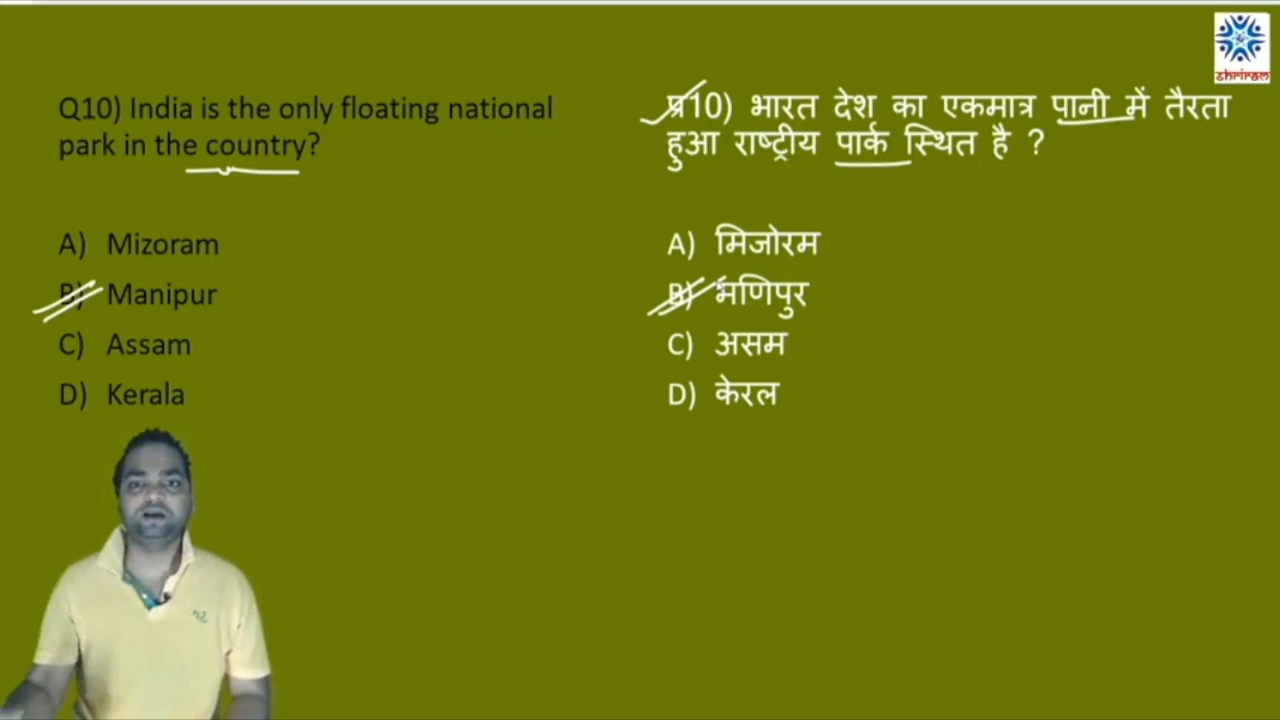 Shriram
Q10) India is the only floating national
park in the country?
A) Mizoram
B) Manipur
C) Assam
D) Kerala
प्र10) भारत देश का एकमात्र पानी में तैरता
हुआ राष्ट्रीय पार्क स्थित है ?
A) मिजोरम
B) मणिपुर
C) असम
D) केरल